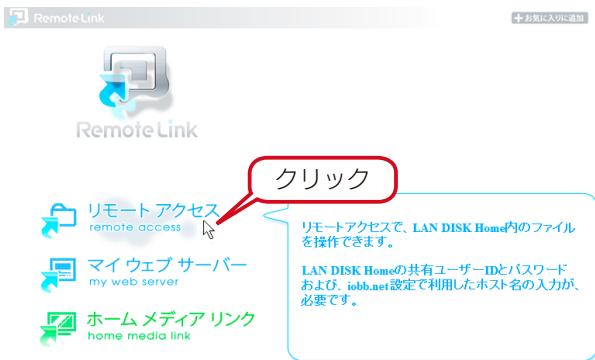 Remote Link
+お気に入りに追加
Remote Link
クリック
リモート アクセス
remote access
リモートアクセスで、LAN DISK Home内のファイル
を操作できます。
LAN DISK Homeの共有ユーザーIDとパスワード
および、iobb.net設定で利用したホスト名の入力が、
必要です。
マイ ウェブ サーバー
my web server
ホーム メディア リンク
home media link